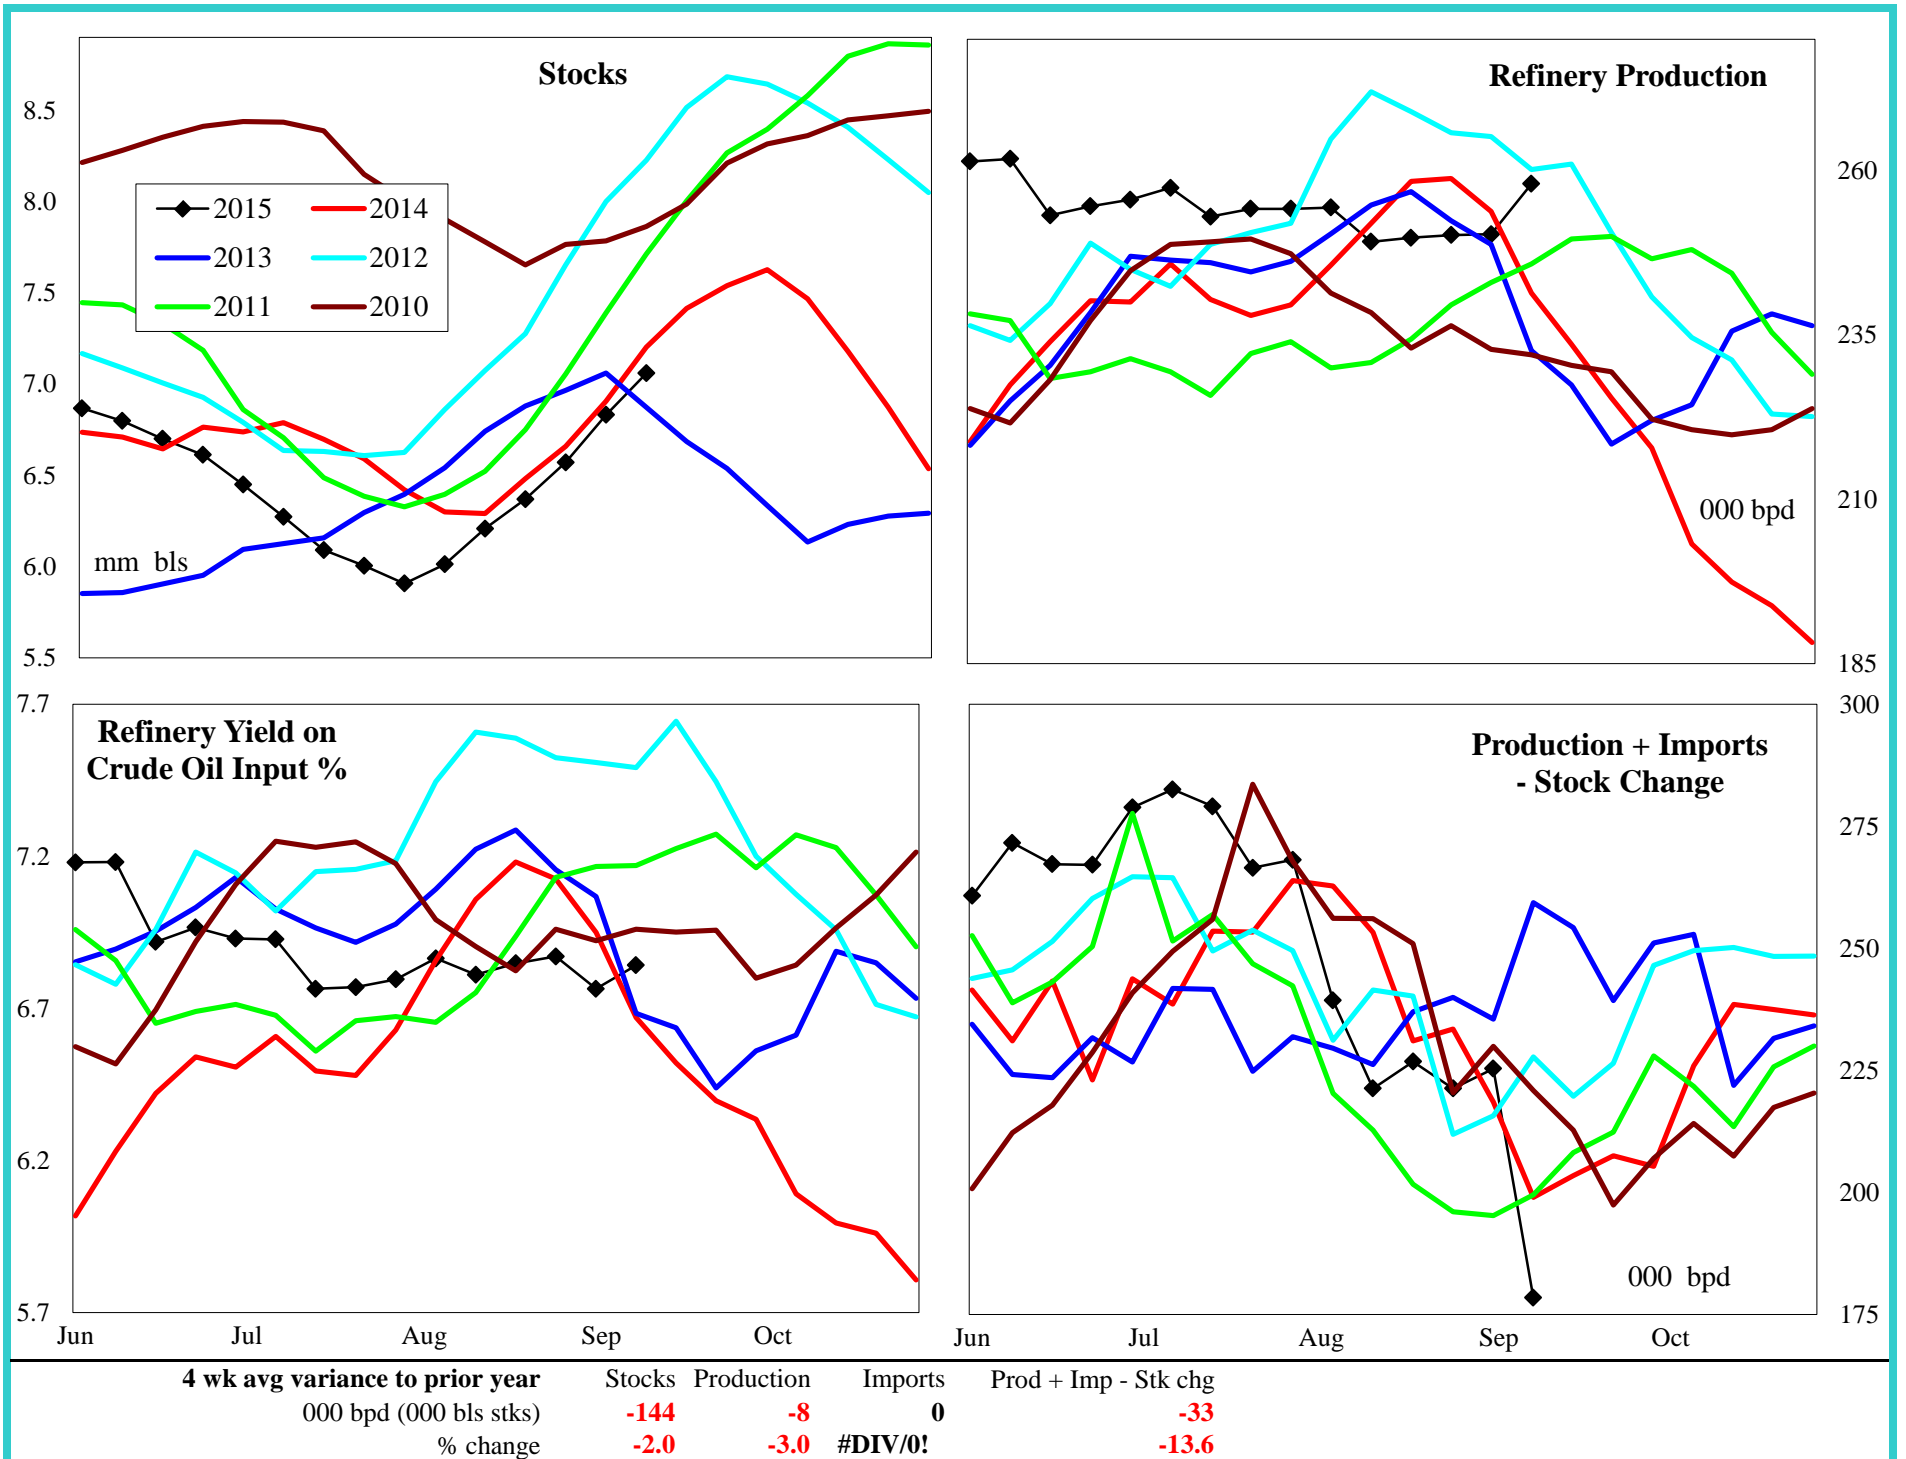 Stocks
8.5
8.0
7.5
7.0
6.5
6.0
5.5
2015 2014
2013 2012
2011 2010
mm bls
Refinery Production
260
235
210
185
000 bpd
Refinery Yield on
Crude Oil Input %
7.7
7.2
6.7
6.2
5.7
Jun Jul Aug Sep Oct
Production + Imports
- Stock Change
300
275
250
225
200
175
000 bpd
Jun Jul Aug Sep Oct
4 wk avg variance to prior year Stocks Production Imports Prod + Imp - Stk chg
000 bpd (000 bls stks) -144 -8 0 -33
% change -2.0 -3.0 #DIV/0! -13.6